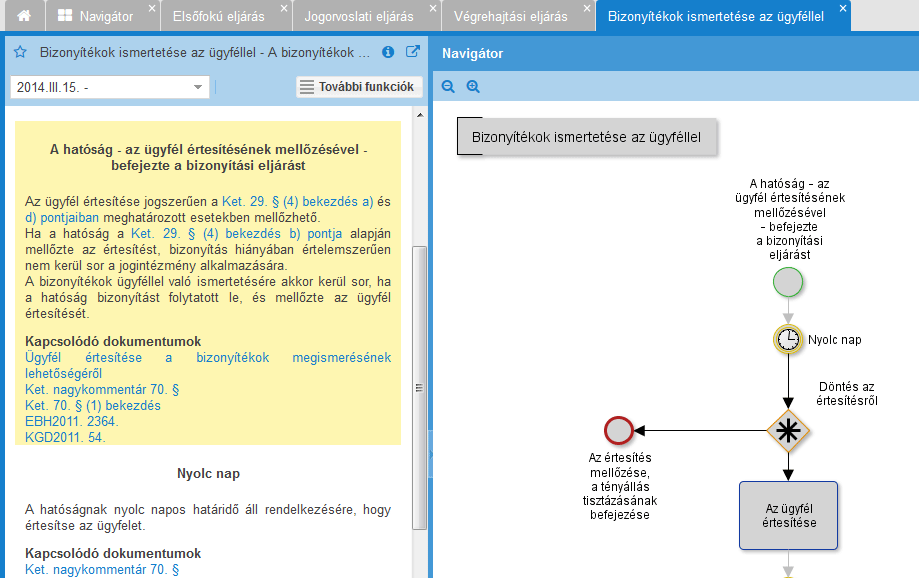 Navigátor
Elsőfokú eljárás
Jogorvoslati eljárás
Végrehajtási eljárás
Bizonyítékok ismertetése az ügyféllel
Bizonyítékok ismertetése az ügyféllel - A bizonyítékok ...
2014.III.15. -
További funkciók
A hatóság - az ügyfél értesítésének mellőzésével -
befejezte a bizonyítási eljárást
Az ügyfél értesítése jogszerűen a Ket. 29. § (4) bekezdés a) és
d) pontjaiban meghatározott esetekben mellőzhető.
Ha a hatóság a Ket. 29. § (4) bekezdés b) pontja alapján
mellőzte az értesítést, bizonyítás hiányában értelemszerűen
nem kerül sor a jogintézmény alkalmazására.
A bizonyítékok ügyféllel való ismertetésére akkor kerül sor, ha
a hatóság bizonyítást folytatott le, és mellőzte az ügyfél
értesítését.
Kapcsolódó dokumentumok
Ügyfél értesítése a bizonyítékok megismerésének
lehetőségéről
Ket. nagykommentár 70. §
Ket. 70. § (1) bekezdés
EBH2011. 2364.
KGD2011. 54.
Nyolc nap
A hatóságnak nyolc napos határidő áll rendelkezésére, hogy
értesítse az ügyfelet.
Kapcsolódó dokumentumok
Ket. nagykommentár 70. §
Navigátor
Bizonyítékok ismertetése az ügyféllel
A hatóság - az
ügyfél értesítésének
mellőzésével
- befejezte
a bizonyítási
eljárást
Nyolc nap
Döntés az
értesítésről
Az értesítés
mellőzése,
a tényállás
tisztázásának
befejezése
Az ügyfél
értesítése